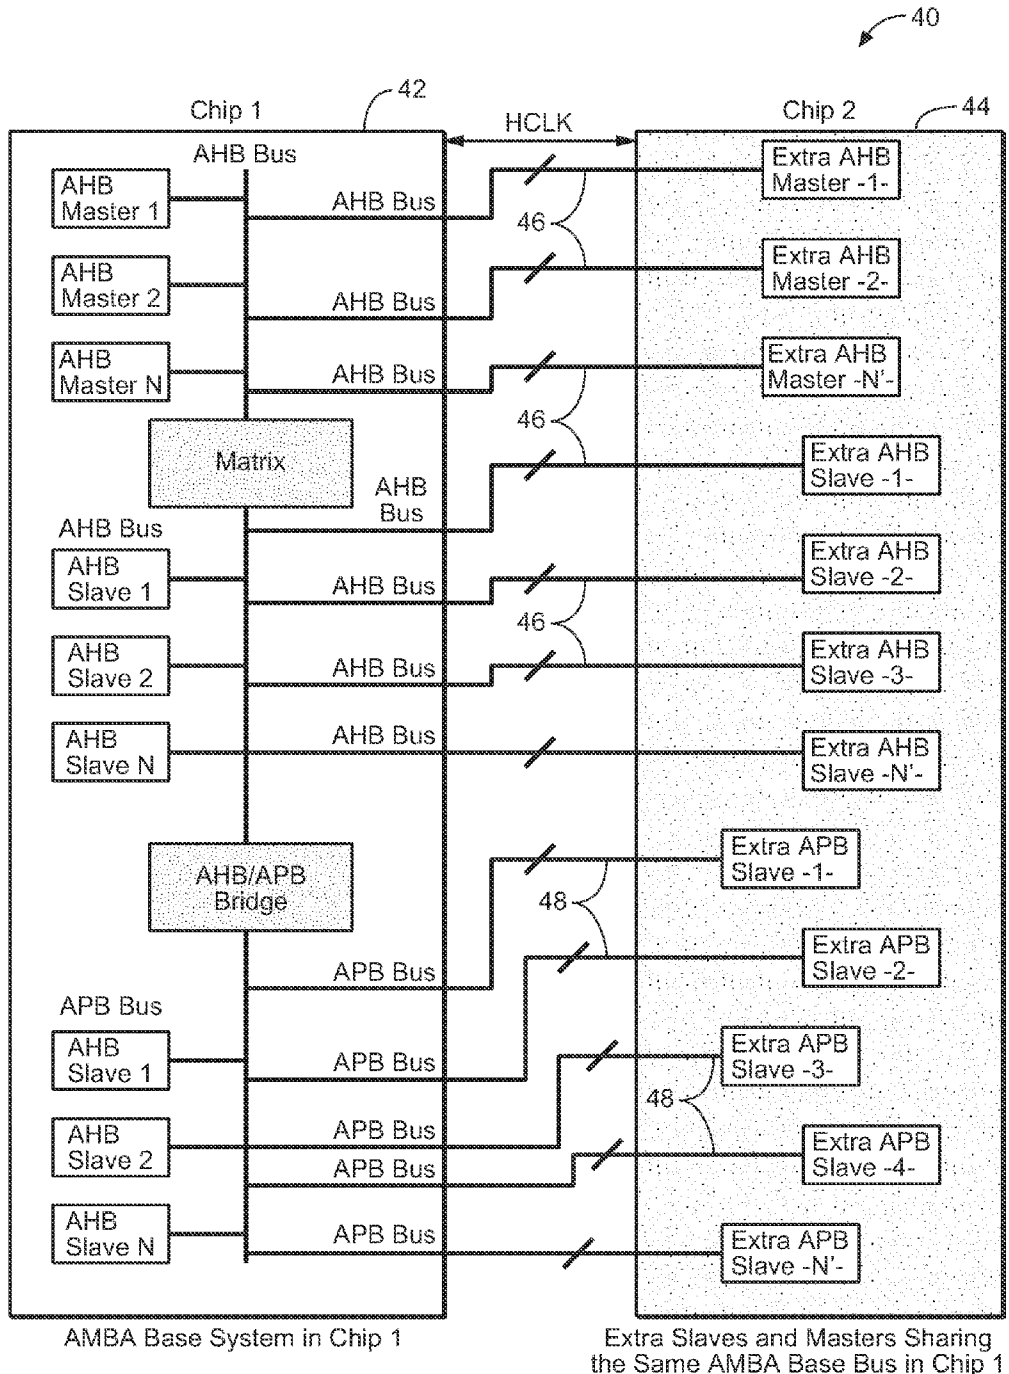 40
42
44
Chip 1
HCLK
Chip 2
AHB Bus
AHB
Master 1
AHB Bus
Extra AHB
Master -1-
46
AHB
Master 2
AHB Bus
Extra AHB
Master -2-
AHB
Master N
AHB Bus
Extra AHB
Master -N'-
46
Matrix
AHB
Bus
Extra AHB
Slave -1-
AHB Bus
AHB
Slave 1
AHB Bus
Extra AHB
Slave -2-
46
AHB
Slave 2
AHB Bus
Extra AHB
Slave -3-
AHB
Slave N
AHB Bus
Extra AHB
Slave -N'-
AHB/APB
Bridge
Extra APB
Slave -1-
48
APB Bus
Extra APB
Slave -2-
APB Bus
AHB
Slave 1
APB Bus
Extra APB
Slave -3-
48
AHB
Slave 2
APB Bus
APB Bus
Extra APB
Slave -4-
AHB
Slave N
APB Bus
Extra APB
Slave -N'-
AMBA Base System in Chip 1
Extra Slaves and Masters Sharing
the Same AMBA Base Bus in Chip 1